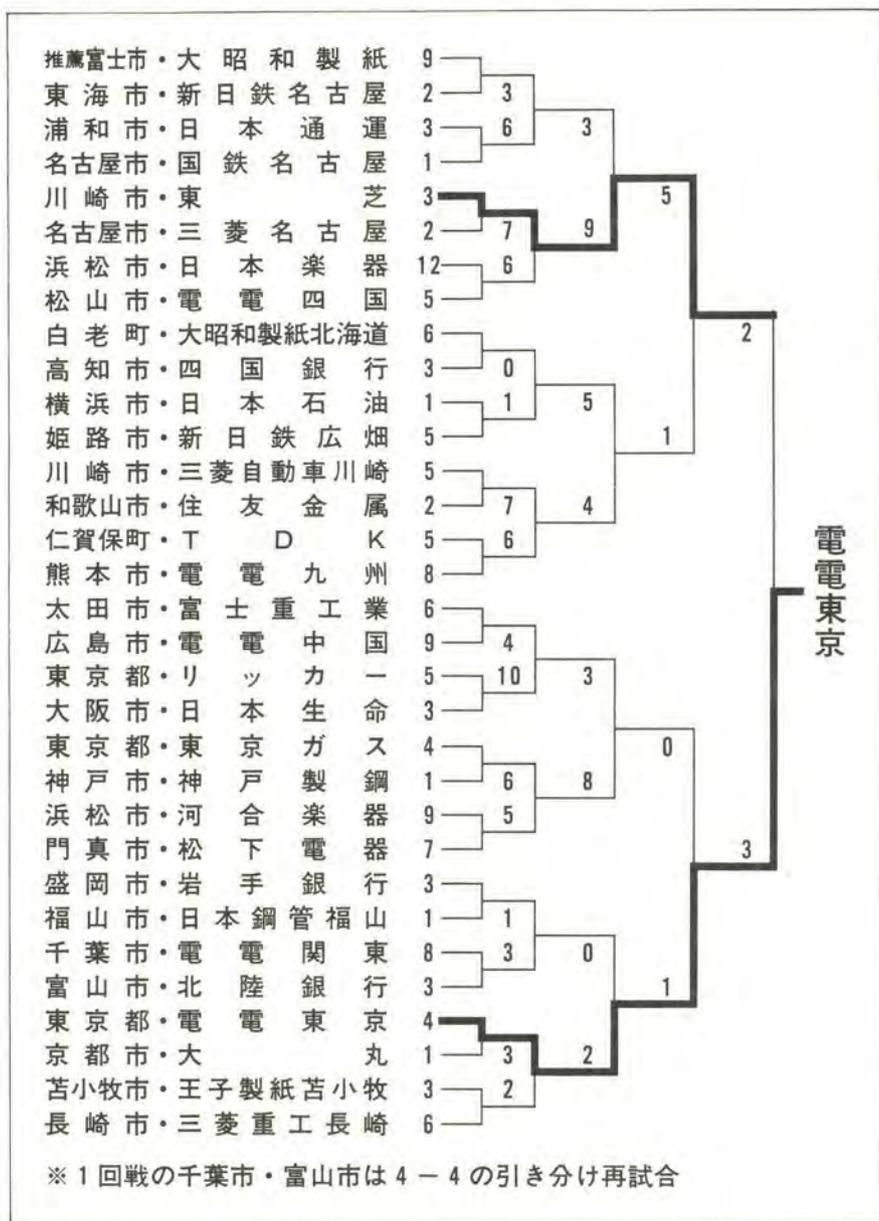 推薦富士市・大昭和製紙 9
東海市・新日鉄名古屋 2 3
浦和市・日本通運 3 6 3
名古屋市・国鉄名古屋 1
川崎市・東芝 3 5
名古屋市・三菱名古屋 2 7 9
浜松市・日本楽器 12 6
松山市・電電四国 5
白老町・大昭和製紙北海道 6 2
高知市・四国銀行 3 0
横浜市・日本石油 1 1 5
姫路市・新日鉄広畑 5 1
川崎市・三菱自動車川崎 5
和歌山市・住友金属 2 7 4
仁賀保町・TDK 5 6
熊本市・電電九州 8
電電東京
太田市・富士重工業 6
広島市・電電中国 9 4
東京都・リッカー 5 10 3
大阪市・日本生命 3
東京都・東京ガス 4 0
神戸市・神戸製鋼 1 6 8
浜松市・河合楽器 9 5
門真市・松下電器 7 3
盛岡市・岩手銀行 3
福山市・日本鋼管福山 1 1
千葉市・電電関東 8 3 0
富山市・北陸銀行 3 1
東京都・電電東京 4
京都市・大丸 1 3 2
苫小牧市・王子製紙苫小牧 3 2
長崎市・三菱重工長崎 6
※1回戦の千葉市・富山市は4－4の引き分け再試合